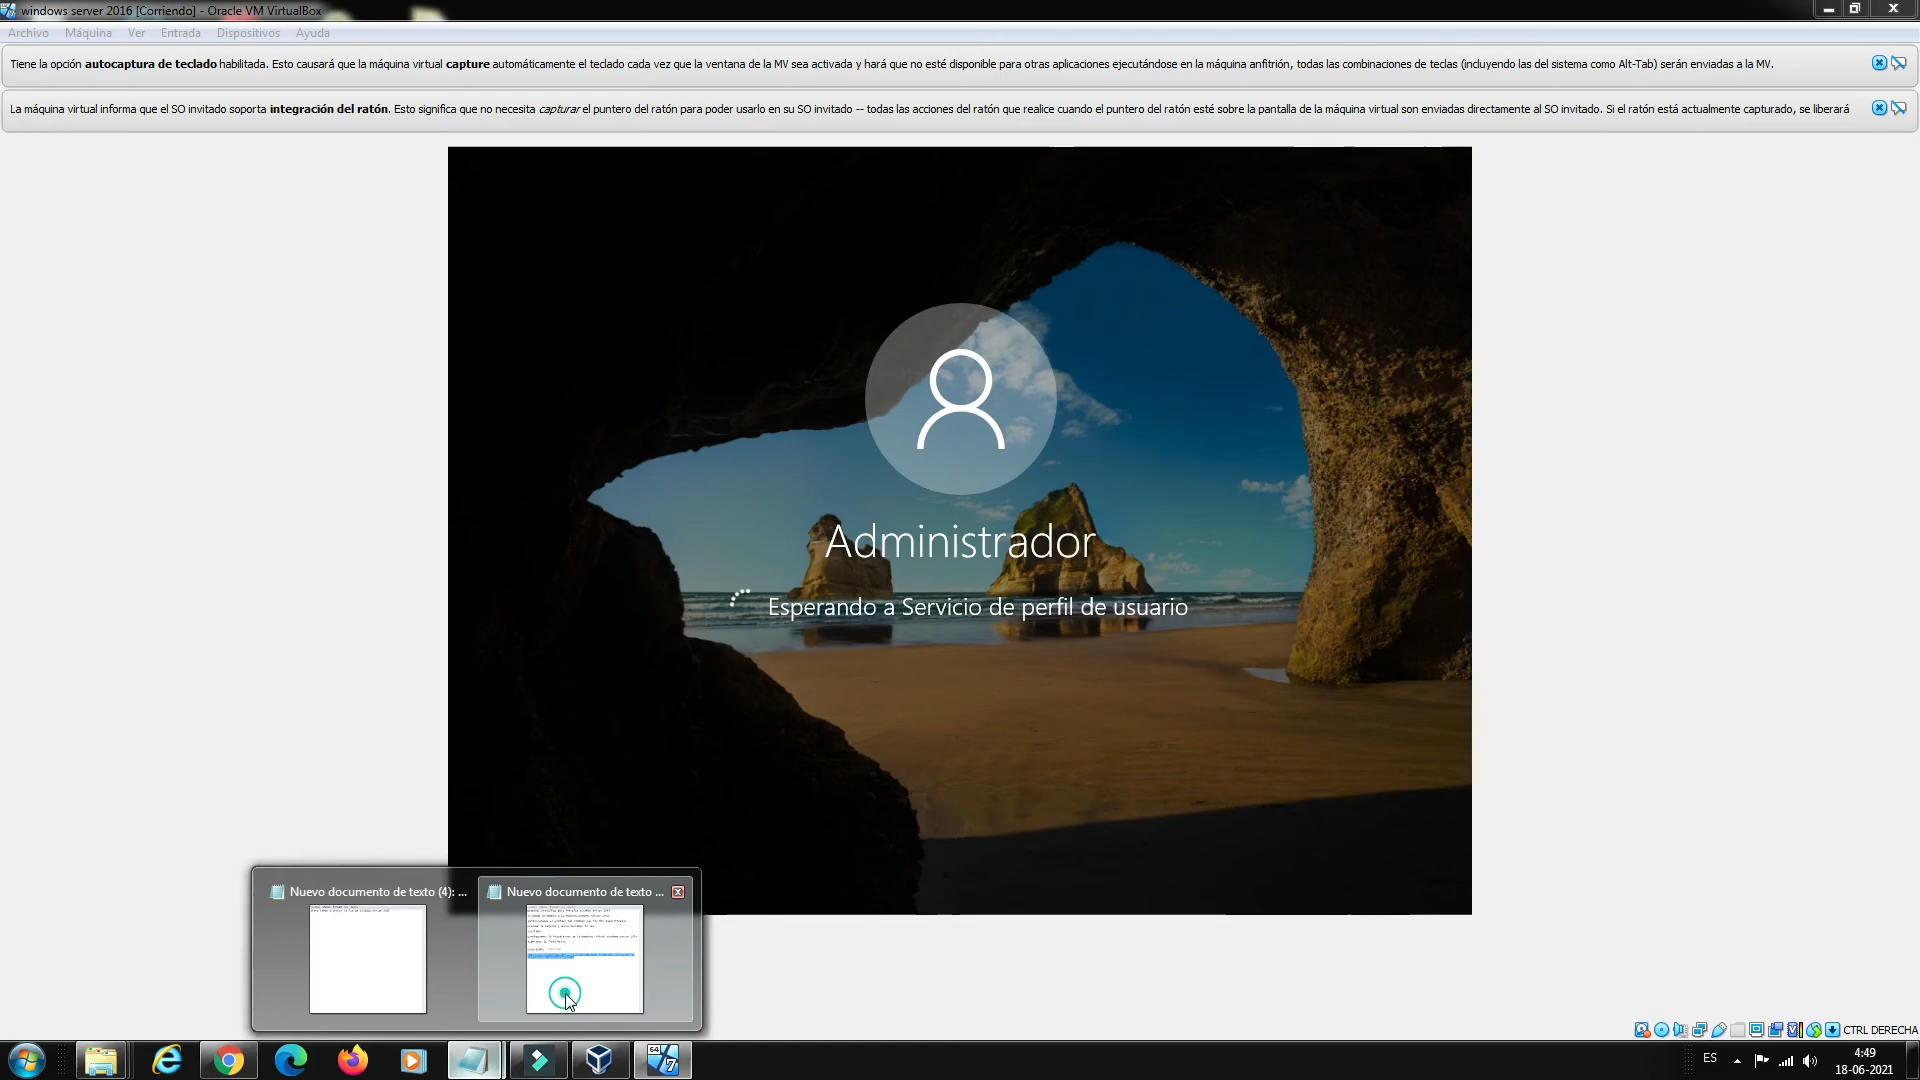 windows server 2016 [Corriendo] - Oracle VM VirtualBox
Archivo Máquina Ver Entrada Dispositivos Ayuda
Tiene la opción autocaptura de teclado habilitada. Esto causará que la máquina virtual capture automáticamente el teclado cada vez que la ventana de la MV sea activada y hará que no esté disponible para otras aplicaciones ejecutándose en la máquina anfitrión, todas las combinaciones de teclas (incluyendo las del sistema como Alt-Tab) serán enviadas a la MV.
La máquina virtual informa que el SO invitado soporta integración del ratón. Esto significa que no necesita capturar el puntero del ratón para poder usarlo en su SO invitado -- todas las acciones del ratón que realice cuando el puntero del ratón esté sobre la pantalla de la máquina virtual son enviadas directamente al SO invitado. Si el ratón está actualmente capturado, se liberará
Administrador
Esperando a Servicio de perfil de usuario
Nuevo documento de texto (4): ...
Nuevo documento de texto ...
CTRL DERECHA
64
7
ES
4:49
18-06-2021